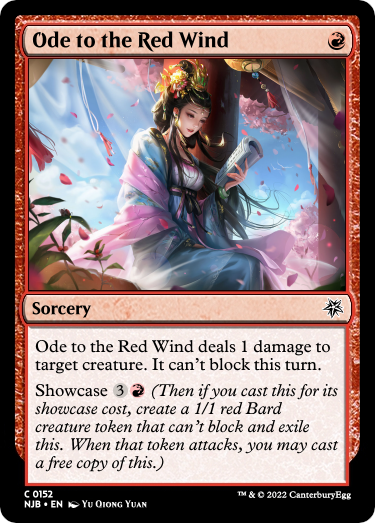 Ode to the Red Wind
Sorcery
Ode to the Red Wind deals 1 damage to
target creature. It can't block this turn.
Showcase 3 (Then if you cast this for its
showcase cost, create a 1/1 red Bard
creature token that can't block and exile
this. When that token attacks, you may cast
a free copy of this.)
C 0152
NJB • EN Yu Qiong Yuan
™ & © 2022 CanterburyEgg